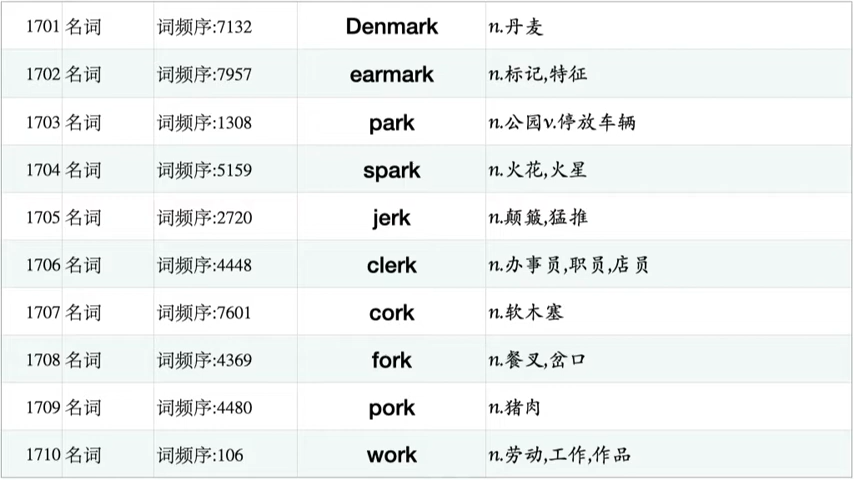 1701 名词 词频序:7132 Denmark n.丹麦
1702 名词 词频序:7957 earmark n.标记,特征
1703 名词 词频序:1308 park n.公园v.停放车辆
1704 名词 词频序:5159 spark n.火花,火星
1705 名词 词频序:2720 jerk n.颠簸,猛推
1706 名词 词频序:4448 clerk n.办事员,职员,店员
1707 名词 词频序:7601 cork n.软木塞
1708 名词 词频序:4369 fork n.餐叉,岔口
1709 名词 词频序:4480 pork n.猪肉
1710 名词 词频序:106 work n.劳动,工作,作品